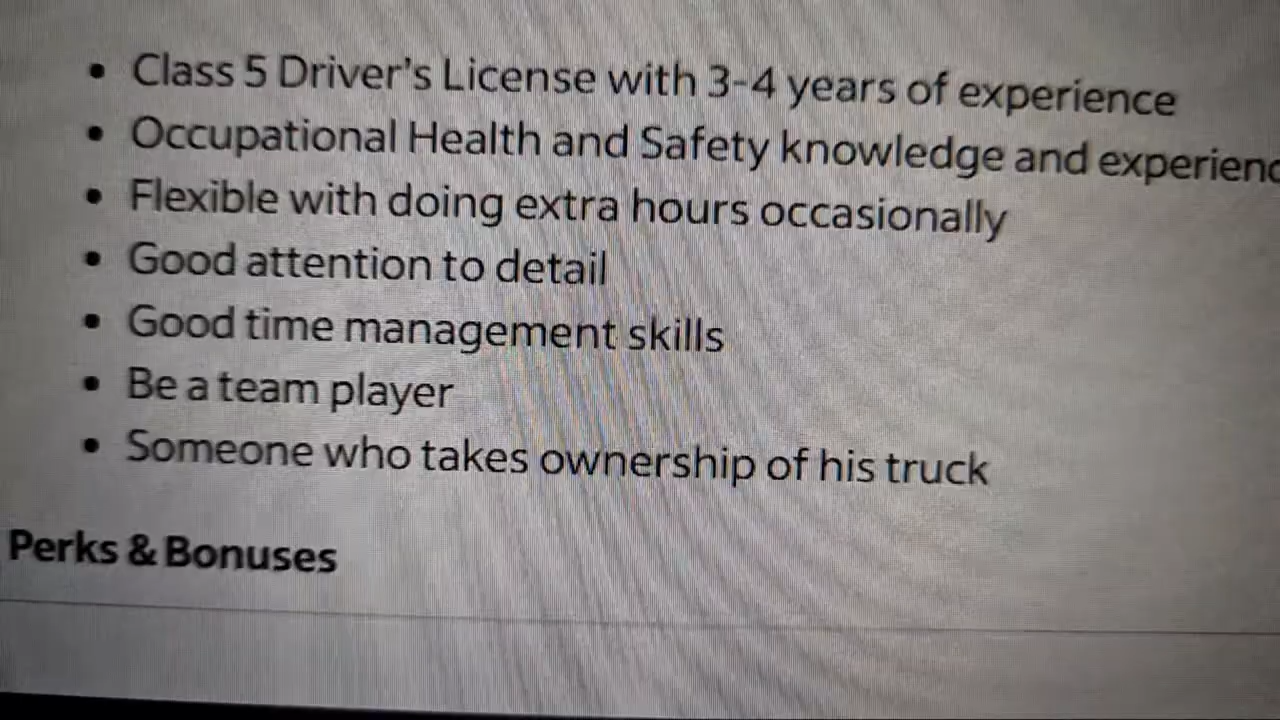 • Class 5 Driver's License with 3-4 years of experience
• Occupational Health and Safety knowledge and experienc
• Flexible with doing extra hours occasionally
• Good attention to detail
• Good time management skills
• Be a team player
• Someone who takes ownership of his truck
Perks & Bonuses